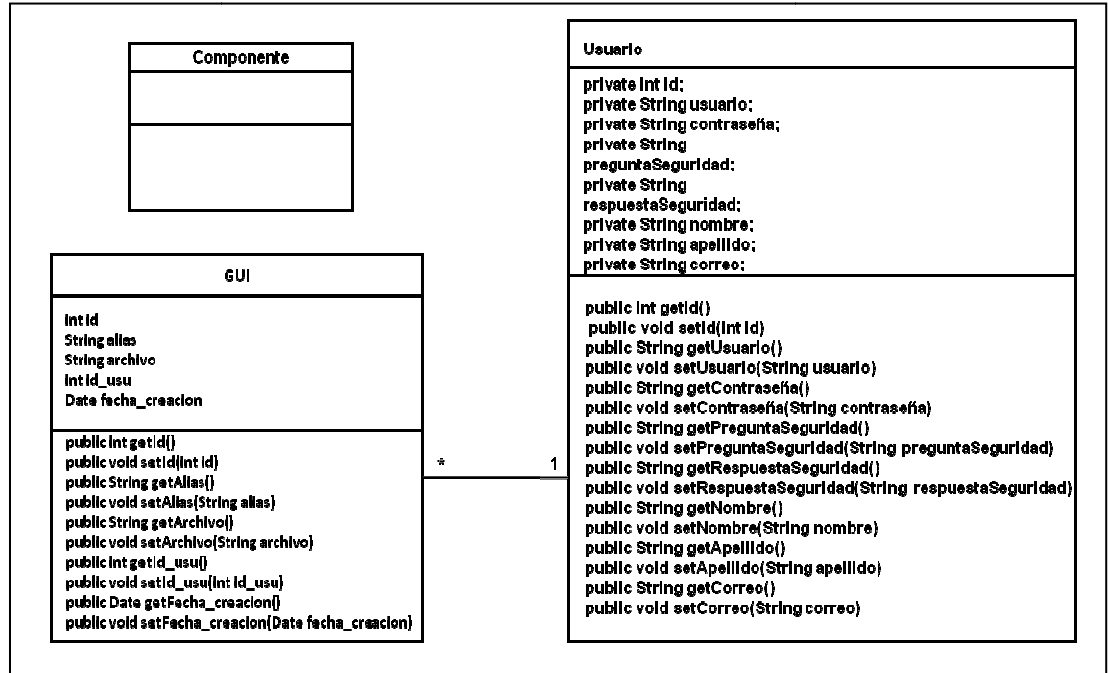 Componente
Usuario
private int id;
private String usuario;
private String contraseña;
private String
preguntaSeguridad;
private String
respuestaSeguridad;
private String nombre;
private String apellido;
private String correo;
public int getId()
public void setId(int id)
public String getUsuario()
public void setUsuario(String usuario)
public String getContraseña()
public void setContraseña(String contraseña)
public String getPreguntaSeguridad()
public void setPreguntaSeguridad(String preguntaSeguridad)
public String getRespuestaSeguridad()
public void setRespuestaSeguridad(String respuestaSeguridad)
public String getNombre()
public void setNombre(String nombre)
public String getApellido()
public void setApellido(String apellido)
public String getCorreo()
public void setCorreo(String correo)
GUI
int id
String alias
String archivo
int id_usu
Date fecha_creacion
public int getId()
public void setId(int id)
public String getAlias()
public void setAlias(String alias)
public String getArchivo()
public void setArchivo(String archivo)
public int getId_usu()
public void setId_usu(int id_usu)
public Date getFecha_creacion()
public void setFecha_creacion(Date fecha_creacion)
* 1